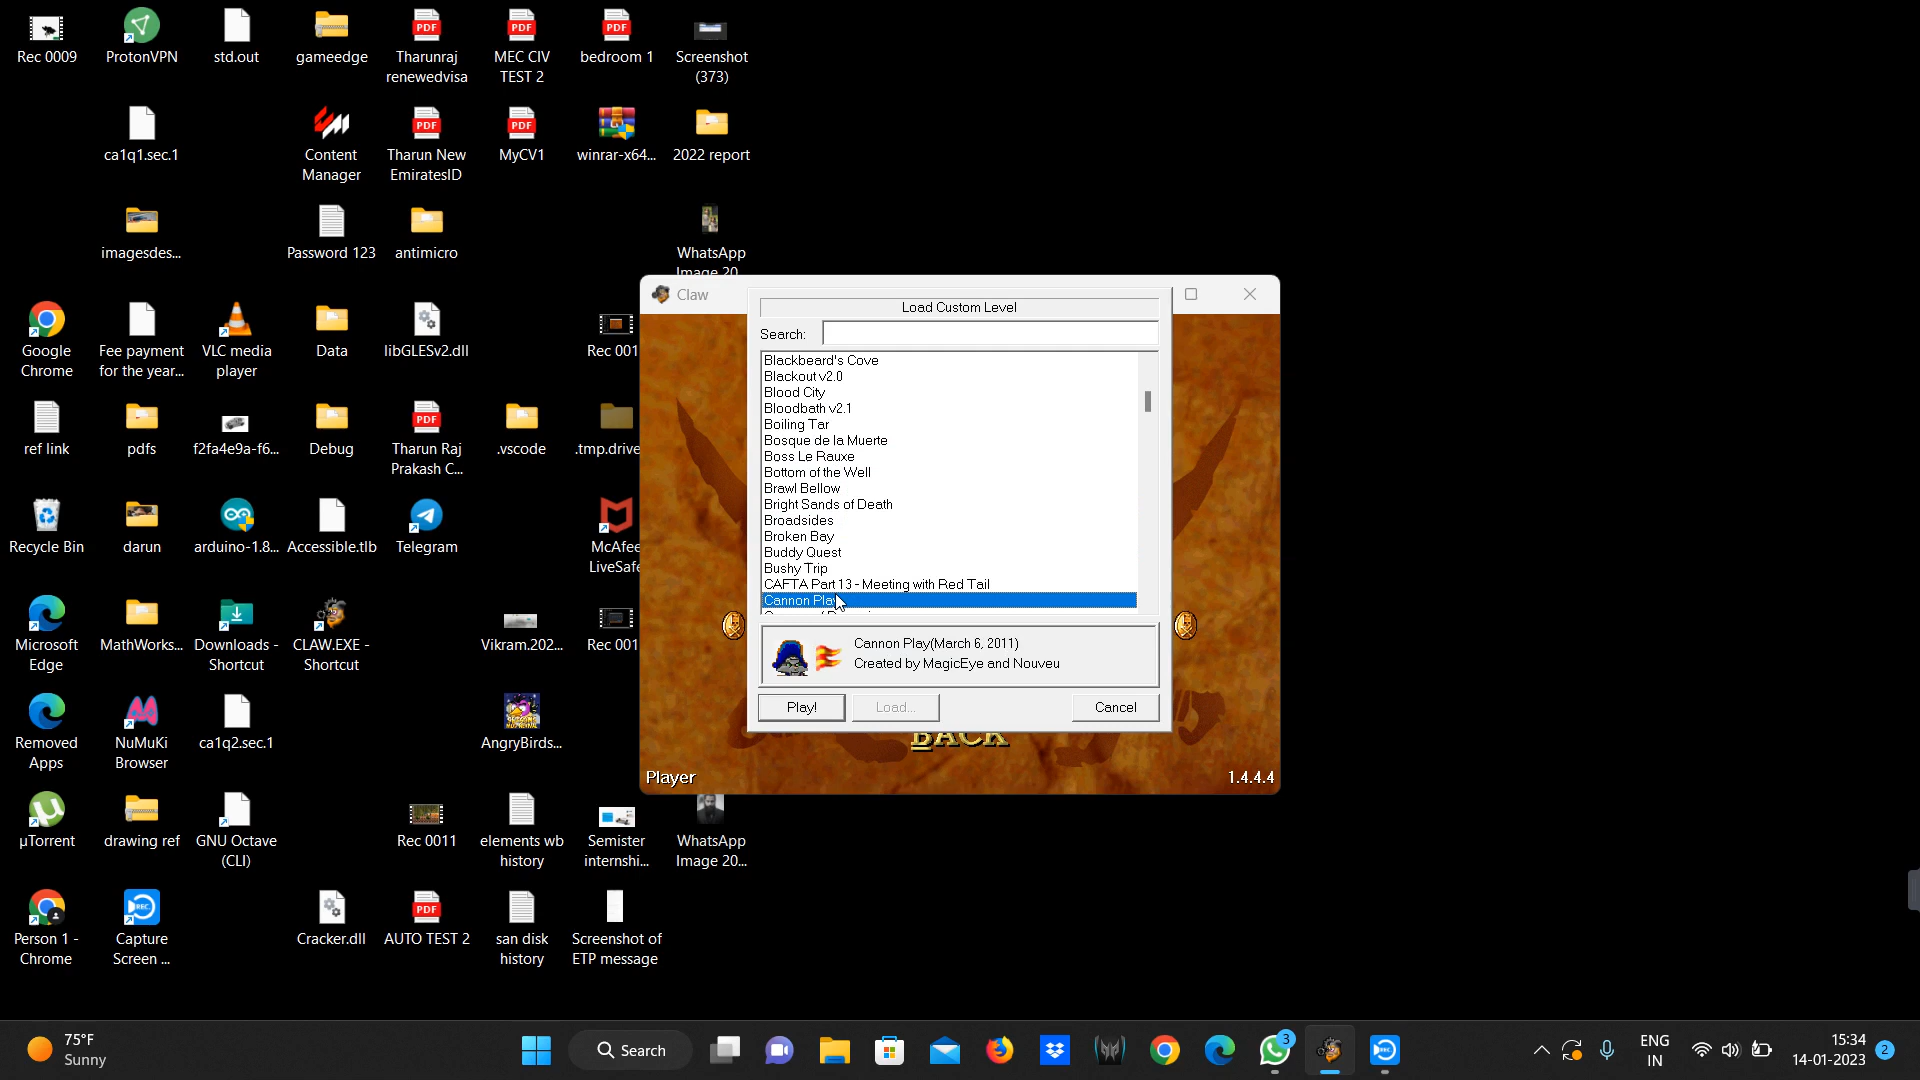 Rec 0009
ProtonVPN
std.out
gameedge
Tharunraj
renewedvisa
MEC CIV
TEST 2
bedroom 1
Screenshot
(373)
ca1q1.sec.1
Content
Manager
Tharun New
EmiratesID
MyCV1
winrar-x64...
2022 report
imagesdes...
Password 123
antimicro
WhatsApp
Image 20
Google
Chrome
Fee payment
for the year...
VLC media
player
Data
libGLESv2.dll
Rec 001
ref link
pdfs
f2fa4e9a-f6...
Debug
Tharun Raj
Prakash C...
.vscode
.tmp.drive
Recycle Bin
darun
arduino-1.8...
Accessible.tlb
Telegram
McAfee
LiveSafe
Microsoft
Edge
MathWorks...
Downloads -
Shortcut
CLAW.EXE -
Shortcut
Vikram.202...
Rec 001
Removed
Apps
NuMuKi
Browser
ca1q2.sec.1
AngryBirds...
µTorrent
drawing ref
GNU Octave
(CLI)
Rec 0011
elements wb
history
Semister
internshi...
WhatsApp
Image 20...
Person 1 -
Chrome
Capture
Screen ...
Cracker.dll
AUTO TEST 2
san disk
history
Screenshot of
ETP message
Claw
Load Custom Level
Search:
Blackbeard's Cove
Blackout v2.0
Blood City
Bloodbath v2.1
Boiling Tar
Bosque de la Muerte
Boss Le Rauxe
Bottom of the Well
Brawl Bellow
Bright Sands of Death
Broadsides
Broken Bay
Buddy Quest
Bushy Trip
CAFTA Part 13 - Meeting with Red Tail
Cannon Play
Cannon Play(March 6, 2011)
Created by MagicEye and Nouveu
Play!
Load...
Cancel
BACK
Player
1.4.4.4
75°F
Sunny
Search
3
ENG
IN
15:34
14-01-2023
2